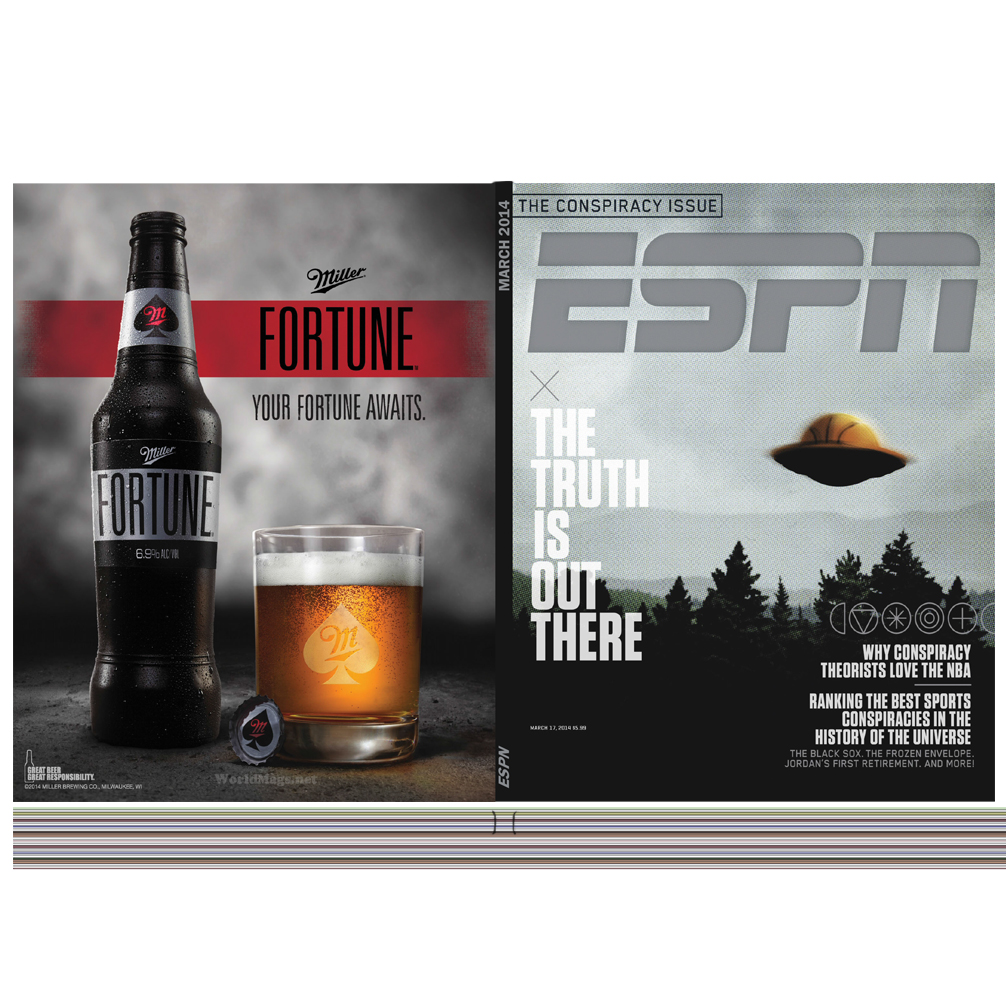 Miller
FORTUNE
YOUR FORTUNE AWAITS.
M
Miller
FORTUNE
6.9% ALC/VOL
M
M
GREAT BEER
GREAT RESPONSIBILITY.
©2014 MILLER BREWING CO., MILWAUKEE, WI
WorldMags.net
MARCH 2014
ESPN
THE CONSPIRACY ISSUE
ESPN
THE
TRUTH
IS
OUT
THERE
WHY CONSPIRACY
THEORISTS LOVE THE NBA
RANKING THE BEST SPORTS
CONSPIRACIES IN THE
HISTORY OF THE UNIVERSE
THE BLACK SOX. THE FROZEN ENVELOPE.
JORDAN'S FIRST RETIREMENT. AND MORE!
MARCH 17, 2014 $5.99